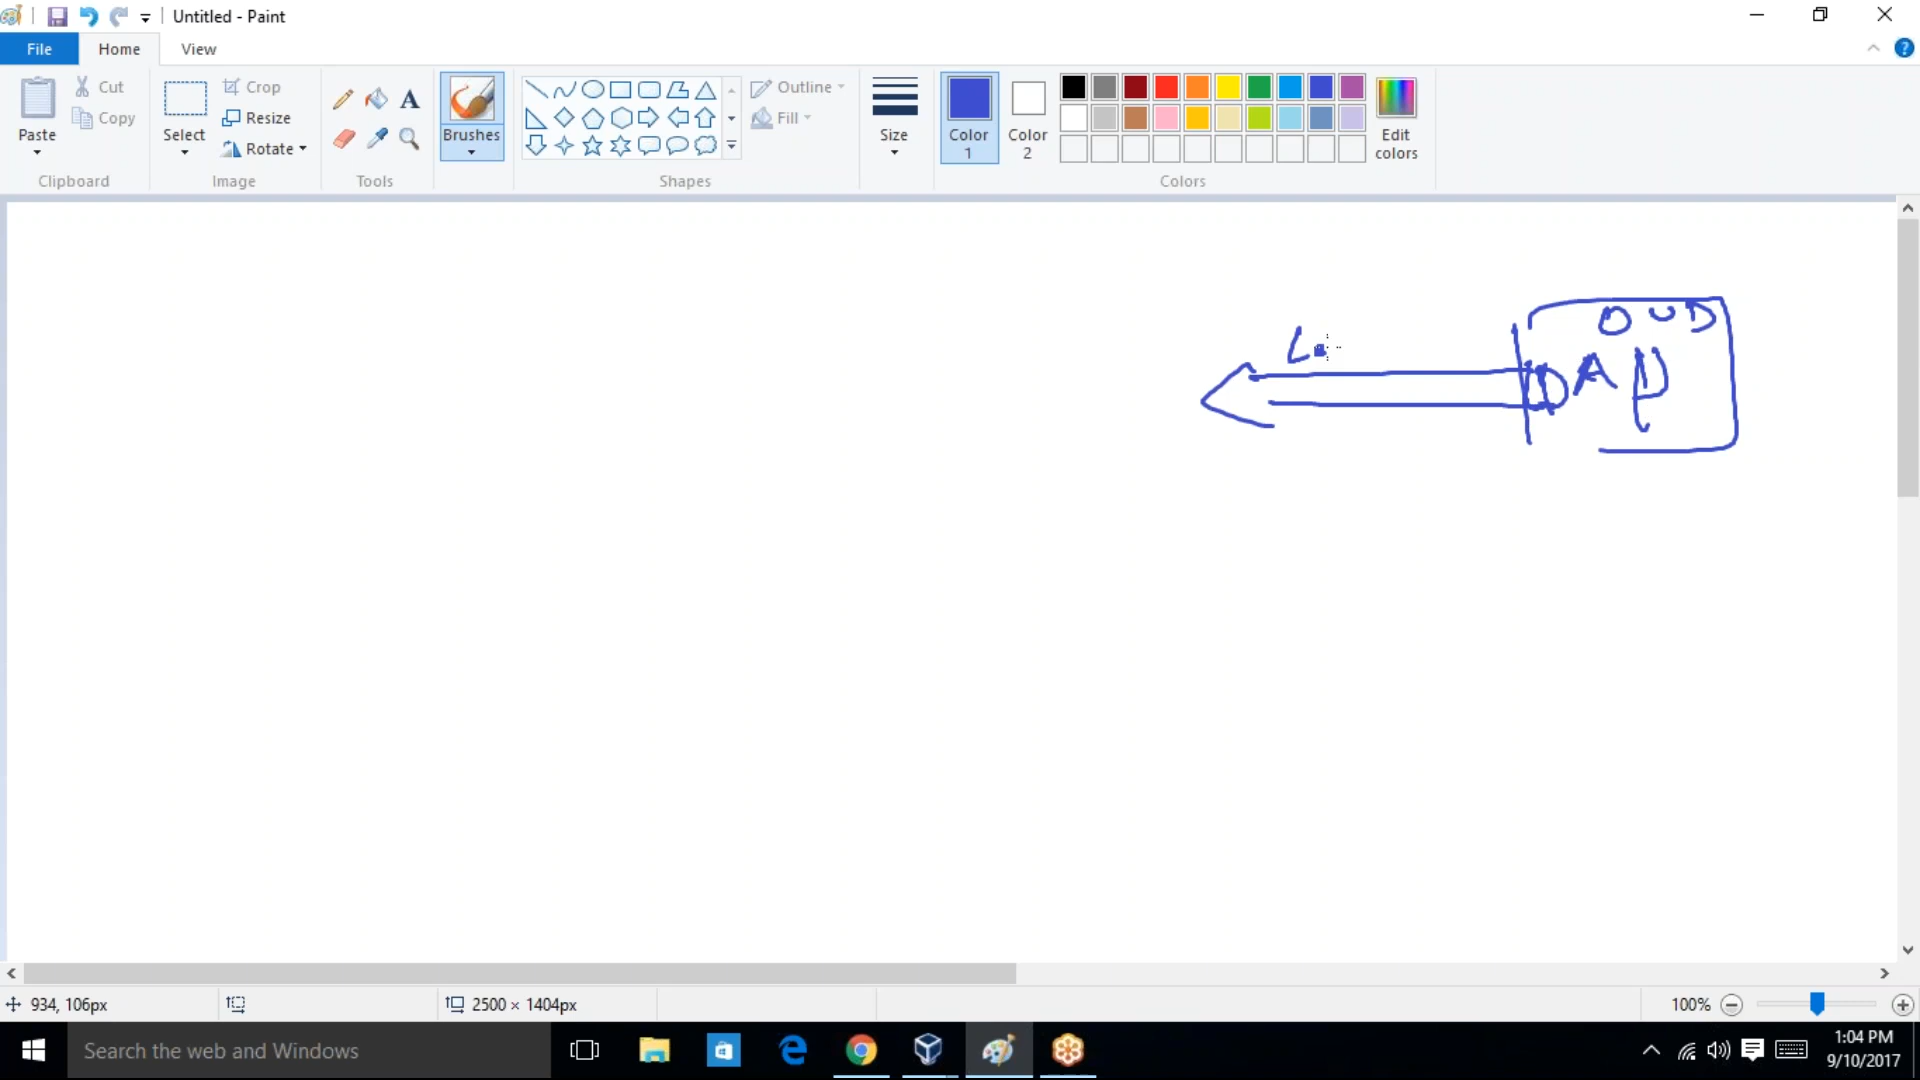 Untitled - Paint
File Home View
Paste
Cut
Copy
Clipboard
Select
Crop
Resize
Rotate
Image
A
Tools
Brushes
Shapes
Outline
Fill
Size
Color 1
Color 2
Edit colors
Colors
OUD
DAP
934, 106px
2500 × 1404px
100%
Search the web and Windows
1:04 PM
9/10/2017